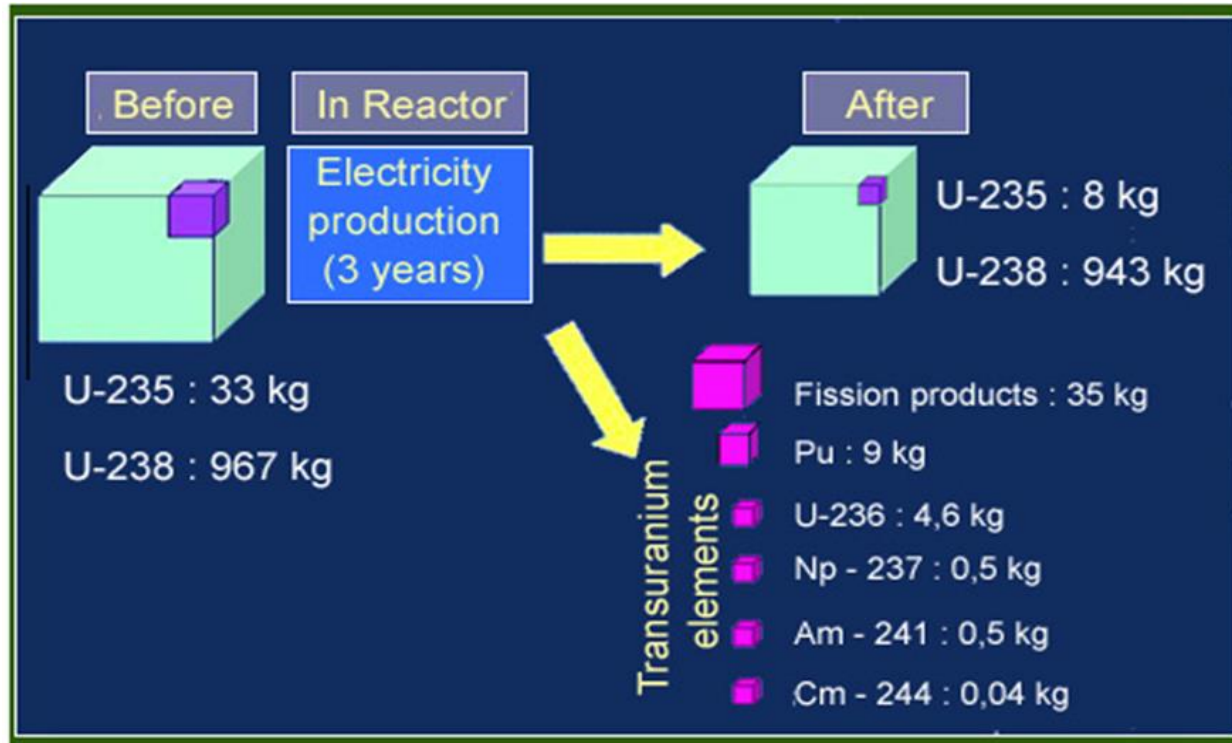 Before
In Reactor
After
Electricity
production
(3 years)
U-235 : 8 kg
U-238 : 943 kg
U-235 : 33 kg
U-238 : 967 kg
Transuranium
elements
Fission products : 35 kg
Pu : 9 kg
U-236 : 4,6 kg
Np - 237 : 0,5 kg
Am - 241 : 0,5 kg
Cm - 244 : 0,04 kg